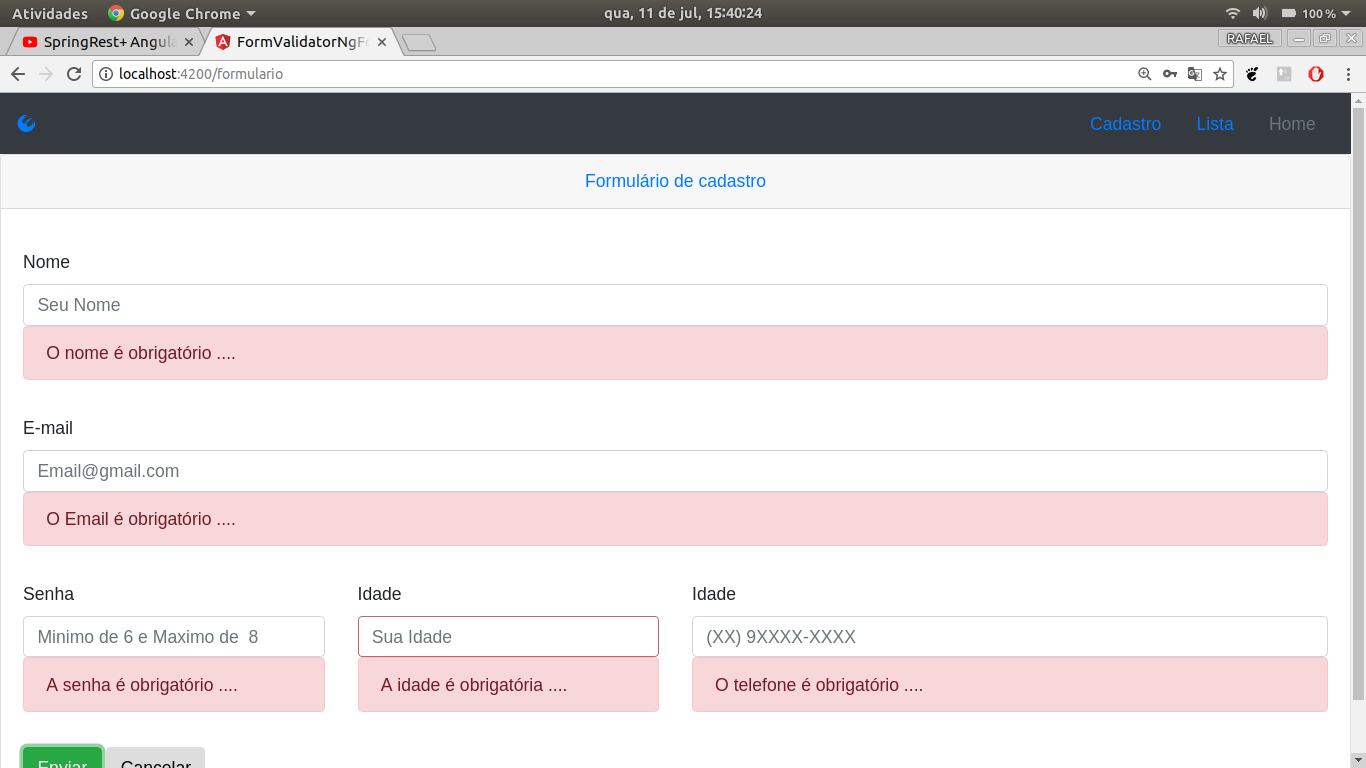 Atividades Google Chrome qua, 11 de jul, 15:40:24 100 %
SpringRest+ Angula FormValidatorNgFo RAFAEL
localhost:4200/formulario
Cadastro Lista Home
Formulário de cadastro
Nome
Seu Nome
O nome é obrigatório ....
E-mail
Email@gmail.com
O Email é obrigatório ....
Senha Idade Idade
Minimo de 6 e Maximo de 8 Sua Idade (XX) 9XXXX-XXXX
A senha é obrigatório .... A idade é obrigatória .... O telefone é obrigatório ....
Enviar Cancelar